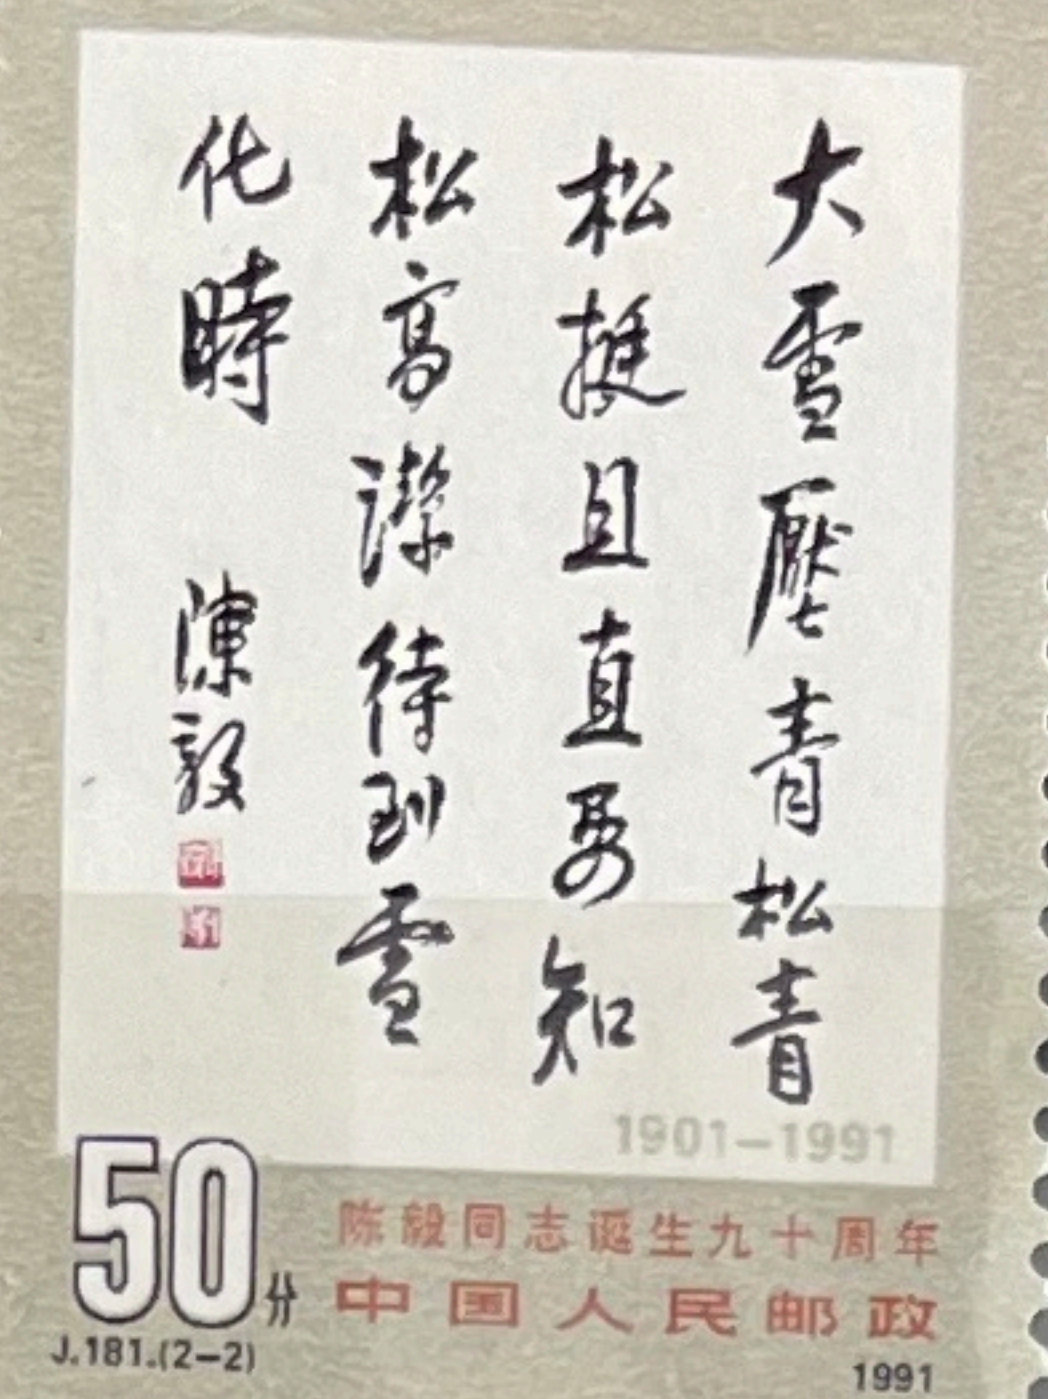 大雪壓青松青
松挺且直要知
松高潔待到雪
化時
陳毅
1901-1991
50分
陈毅同志诞生九十周年
中国人民邮政
J.181.(2-2)
1991